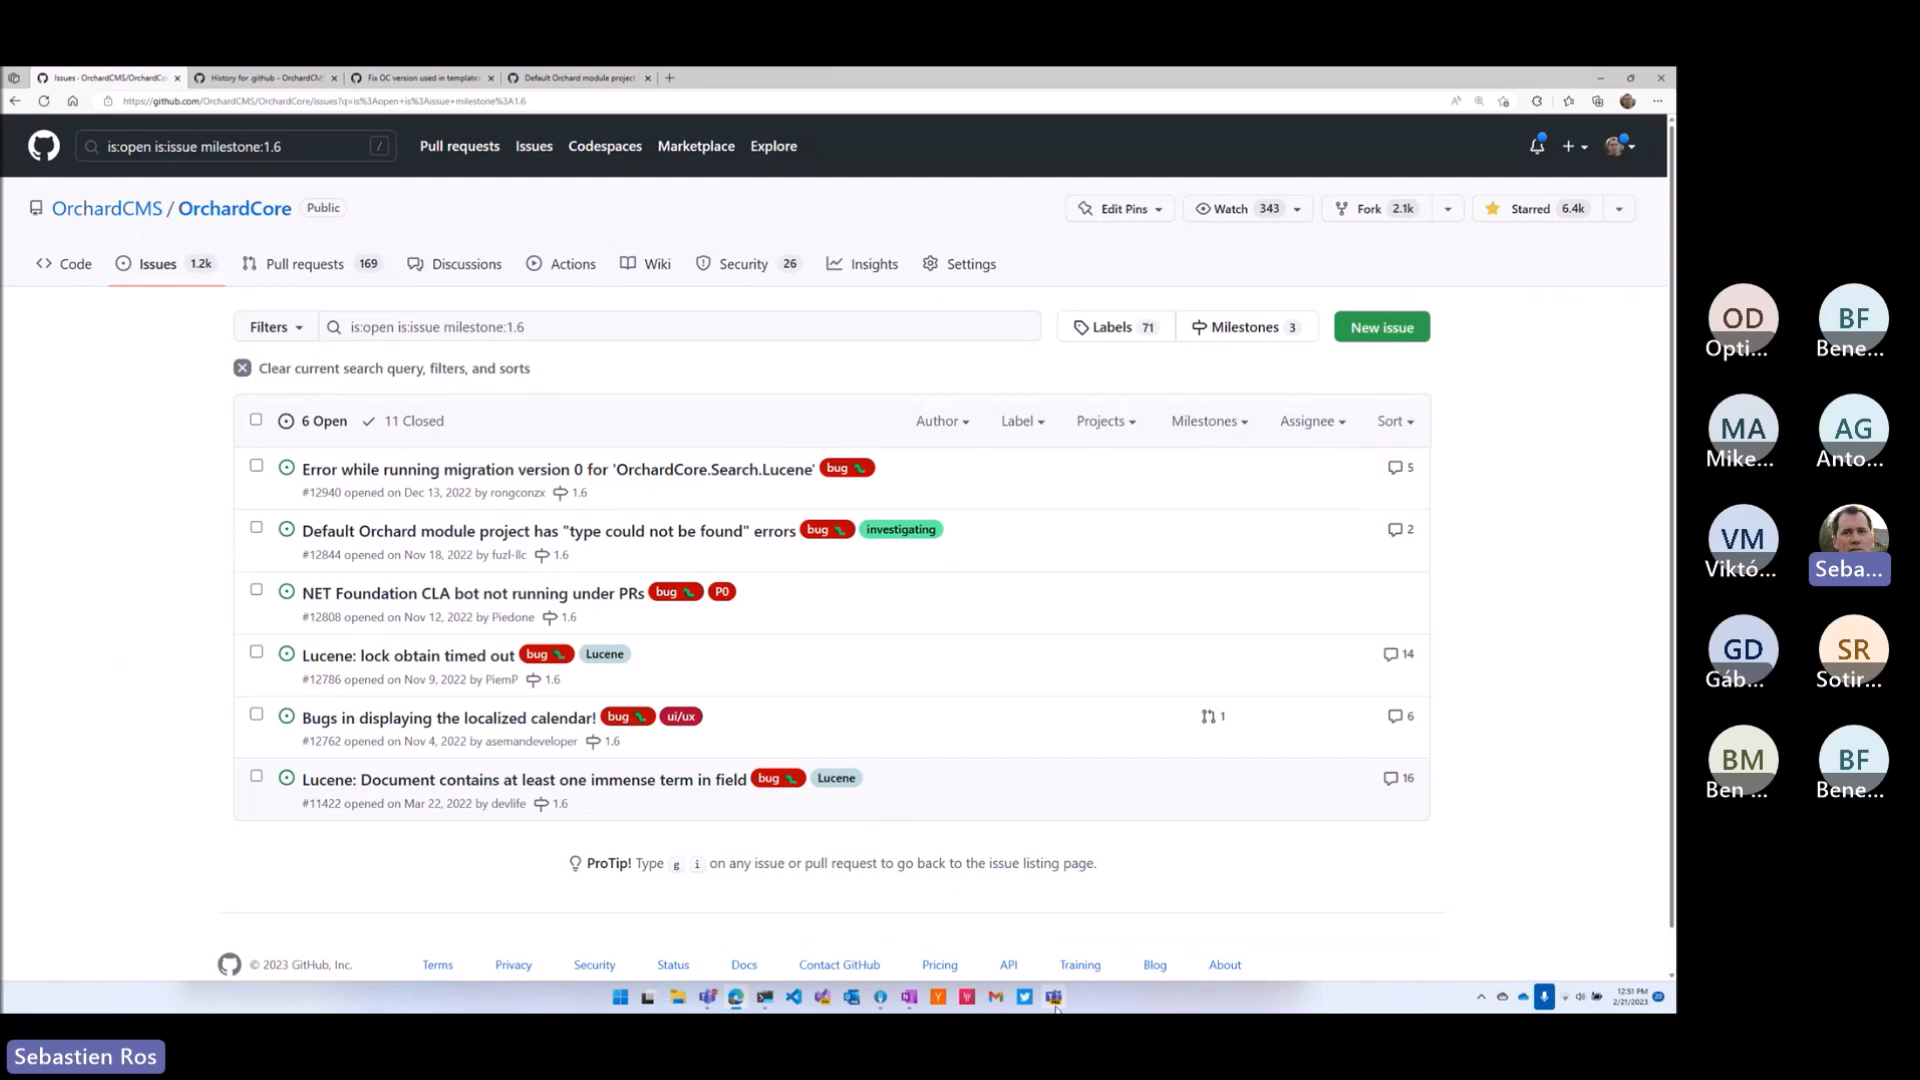 Issues · OrchardCMS/OrchardCo
History for .github - OrchardCM
Fix OC version used in template
Default Orchard module project
https://github.com/OrchardCMS/OrchardCore/issues?q=is%3Aopen+is%3Aissue+milestone%3A1.6
is:open is:issue milestone:1.6 /
Pull requests Issues Codespaces Marketplace Explore
OrchardCMS / OrchardCore Public
Edit Pins Watch 343 Fork 2.1k Starred 6.4k
Code Issues 1.2k Pull requests 169 Discussions Actions Wiki Security 26 Insights Settings
Filters is:open is:issue milestone:1.6 Labels 71 Milestones 3 New issue
Clear current search query, filters, and sorts
6 Open 11 Closed Author Label Projects Milestones Assignee Sort
Error while running migration version 0 for 'OrchardCore.Search.Lucene' bug 5
#12940 opened on Dec 13, 2022 by rongconzx 1.6
Default Orchard module project has "type could not be found" errors bug investigating 2
#12844 opened on Nov 18, 2022 by fuzl-llc 1.6
NET Foundation CLA bot not running under PRs bug P0
#12808 opened on Nov 12, 2022 by Piedone 1.6
Lucene: lock obtain timed out bug Lucene 14
#12786 opened on Nov 9, 2022 by PiemP 1.6
Bugs in displaying the localized calendar! bug ui/ux 1 6
#12762 opened on Nov 4, 2022 by asemandeveloper 1.6
Lucene: Document contains at least one immense term in field bug Lucene 16
#11422 opened on Mar 22, 2022 by devlife 1.6
ProTip! Type g i on any issue or pull request to go back to the issue listing page.
© 2023 GitHub, Inc. Terms Privacy Security Status Docs Contact GitHub Pricing API Training Blog About
12:51 PM
2/21/2023
OD BF
Opti... Bene...
MA AG
Mike... Anto...
VM
Viktó... Seba...
GD SR
Gáb... Sotir...
BM BF
Ben ... Bene...
Sebastien Ros